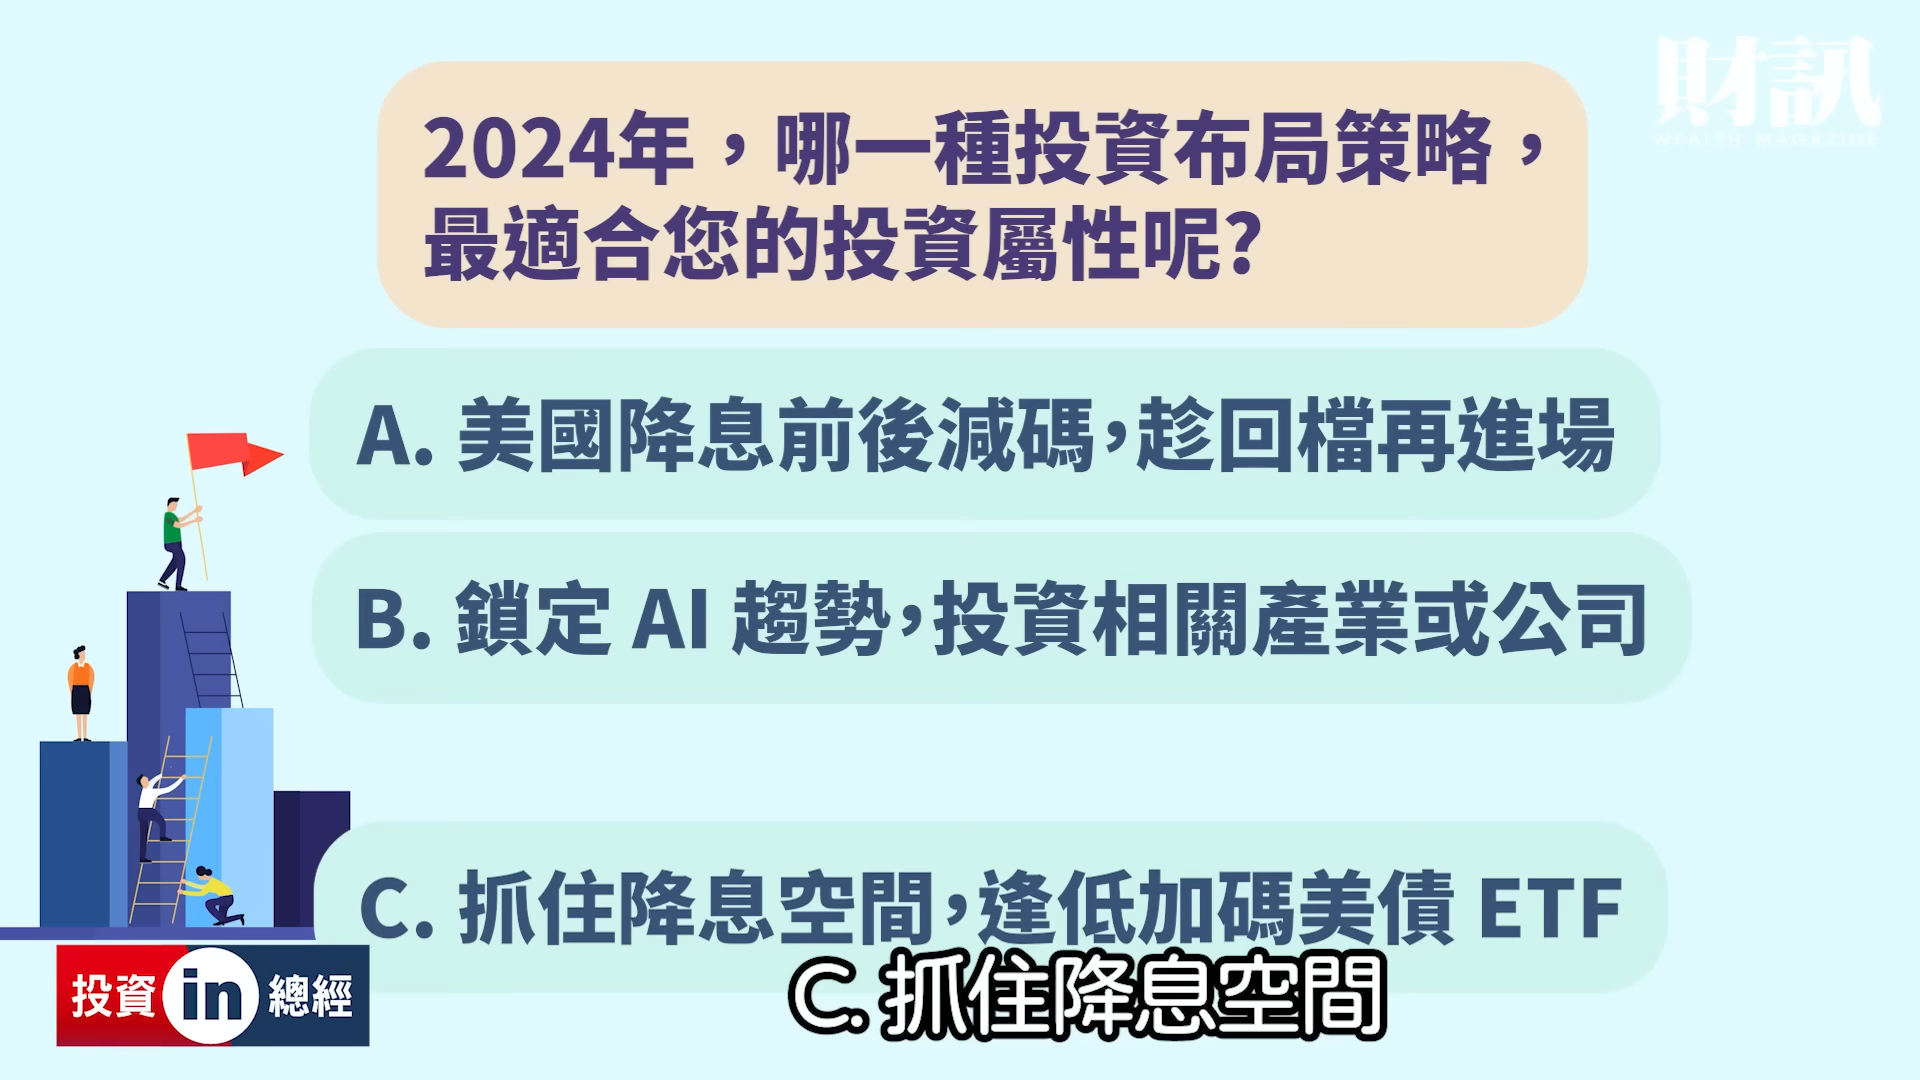 財訊
WEALTH MAGAZINE
2024年，哪一種投資布局策略，
最適合您的投資屬性呢?
A. 美國降息前後減碼，趁回檔再進場
B. 鎖定 AI 趨勢，投資相關產業或公司
C. 抓住降息空間，逢低加碼美債 ETF
投資in總經
C. 抓住降息空間